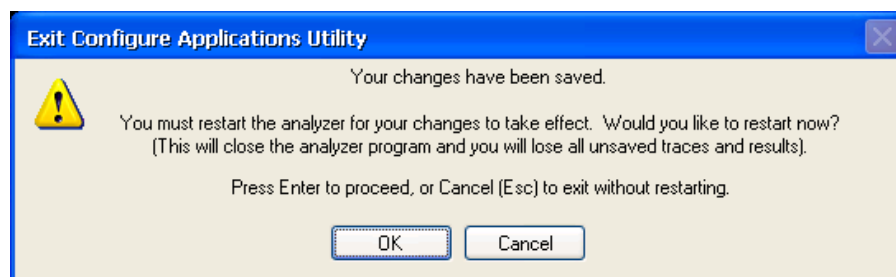 Exit Configure Applications Utility
Your changes have been saved.
You must restart the analyzer for your changes to take effect.  Would you like to restart now?
(This will close the analyzer program and you will lose all unsaved traces and results).
Press Enter to proceed, or Cancel (Esc) to exit without restarting.
OK
Cancel